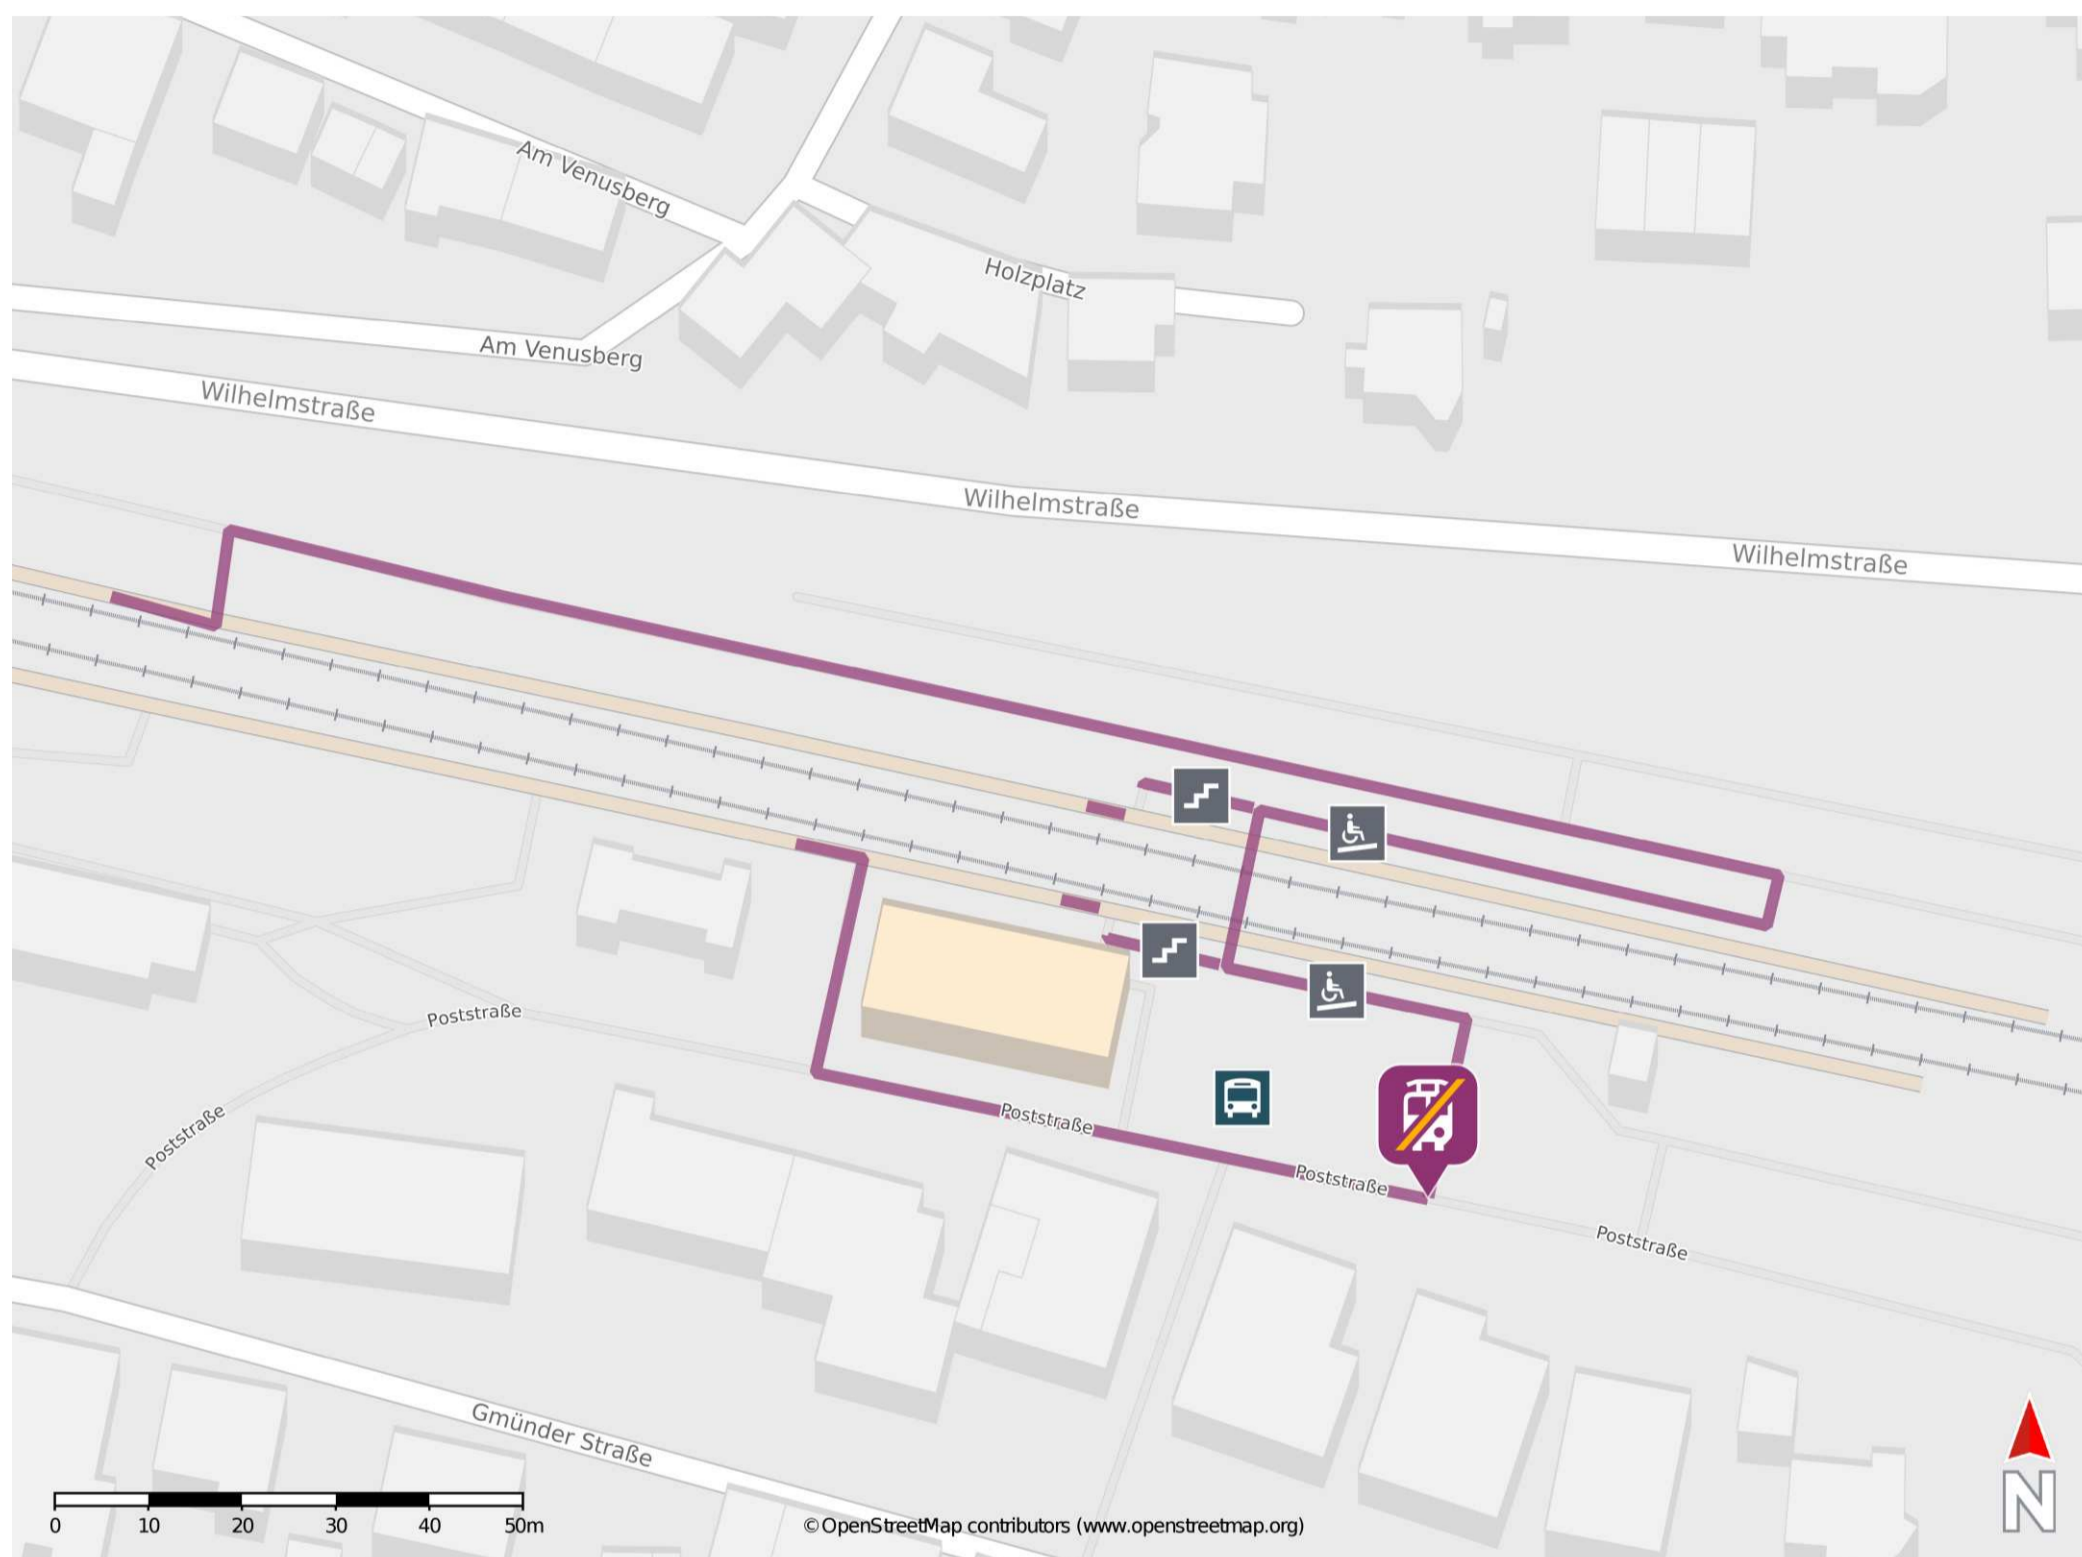 Am Venusberg
Holzplatz
Am Venusberg
Wilhelmstraße
Wilhelmstraße
Wilhelmstraße
Poststraße
Poststraße
Poststraße
Poststraße
Poststraße
Gmünder Straße
0 10 20 30 40 50m
© OpenStreetMap contributors (www.openstreetmap.org)
N